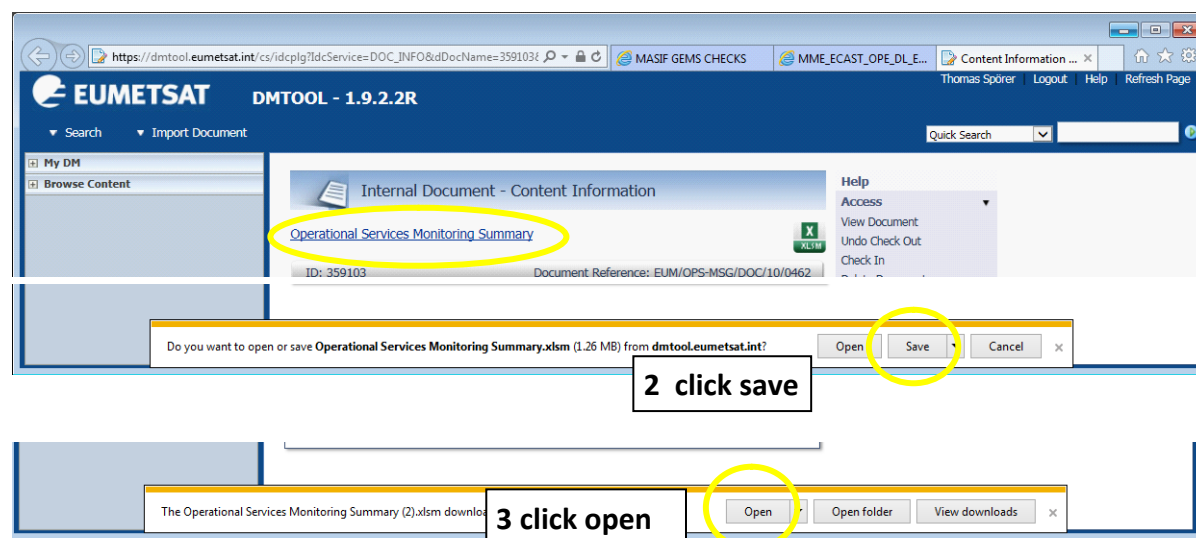 https://dmtool.eumetsat.int/cs/idcplg?IdcService=DOC_INFO&dDocName=359103& MASIF GEMS CHECKS MME_ECAST_OPE_DL_E... Content Information ...
EUMETSAT DMTOOL - 1.9.2.2R Thomas Spörer Logout Help Refresh Page
Search Import Document Quick Search
My DM
Browse Content
Internal Document - Content Information
Operational Services Monitoring Summary
X
XLSM
ID: 359103 Document Reference: EUM/OPS-MSG/DOC/10/0462
Help
Access
View Document
Undo Check Out
Check In
Do you want to open or save Operational Services Monitoring Summary.xlsm (1.26 MB) from dmtool.eumetsat.int? Open Save Cancel
2 click save
The Operational Services Monitoring Summary (2).xlsm Open Open folder View downloads
3 click open